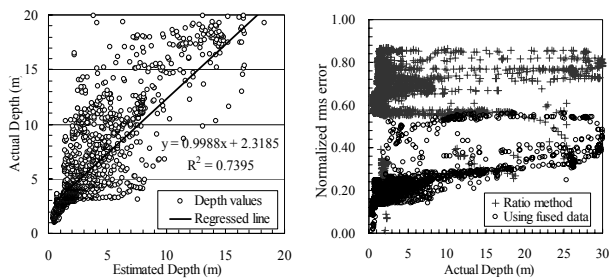 20
15
10
5
0
Actual Depth (m)
y = 0.9988x + 2.3185
R² = 0.7395
Depth values
Regressed line
0 5 10 15 20
Estimated Depth (m)
1.00
0.80
0.60
0.40
0.20
0.00
Normalized rms error
Ratio method
Using fused data
0 5 10 15 20 25 30
Actual Depth (m)